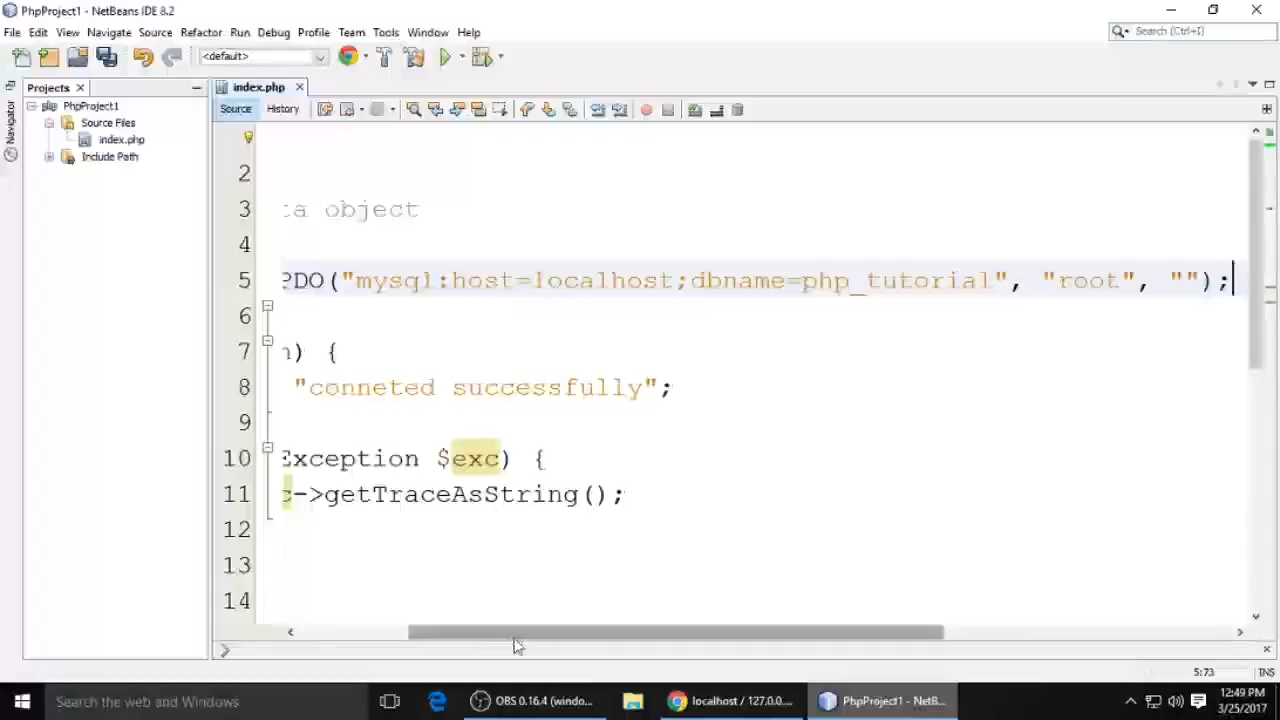 PhpProject1 - NetBeans IDE 8.2
File Edit View Navigate Source Refactor Run Debug Profile Team Tools Window Help
Search (Ctrl+I)
<default>
Projects
index.php
Navigator
PhpProject1
Source Files
index.php
Include Path
Source History
2
3 ta object
4
5 PDO("mysql:host=localhost;dbname=php_tutorial", "root", "");
6
7 n) {
8 "conneted successfully";
9
10 Exception $exc) {
11 c->getTraceAsString();
12
13
14
5:73 INS
Search the web and Windows
OBS 0.16.4 (windo...
localhost / 127.0.0....
PhpProject1 - NetB...
12:49 PM
3/25/2017